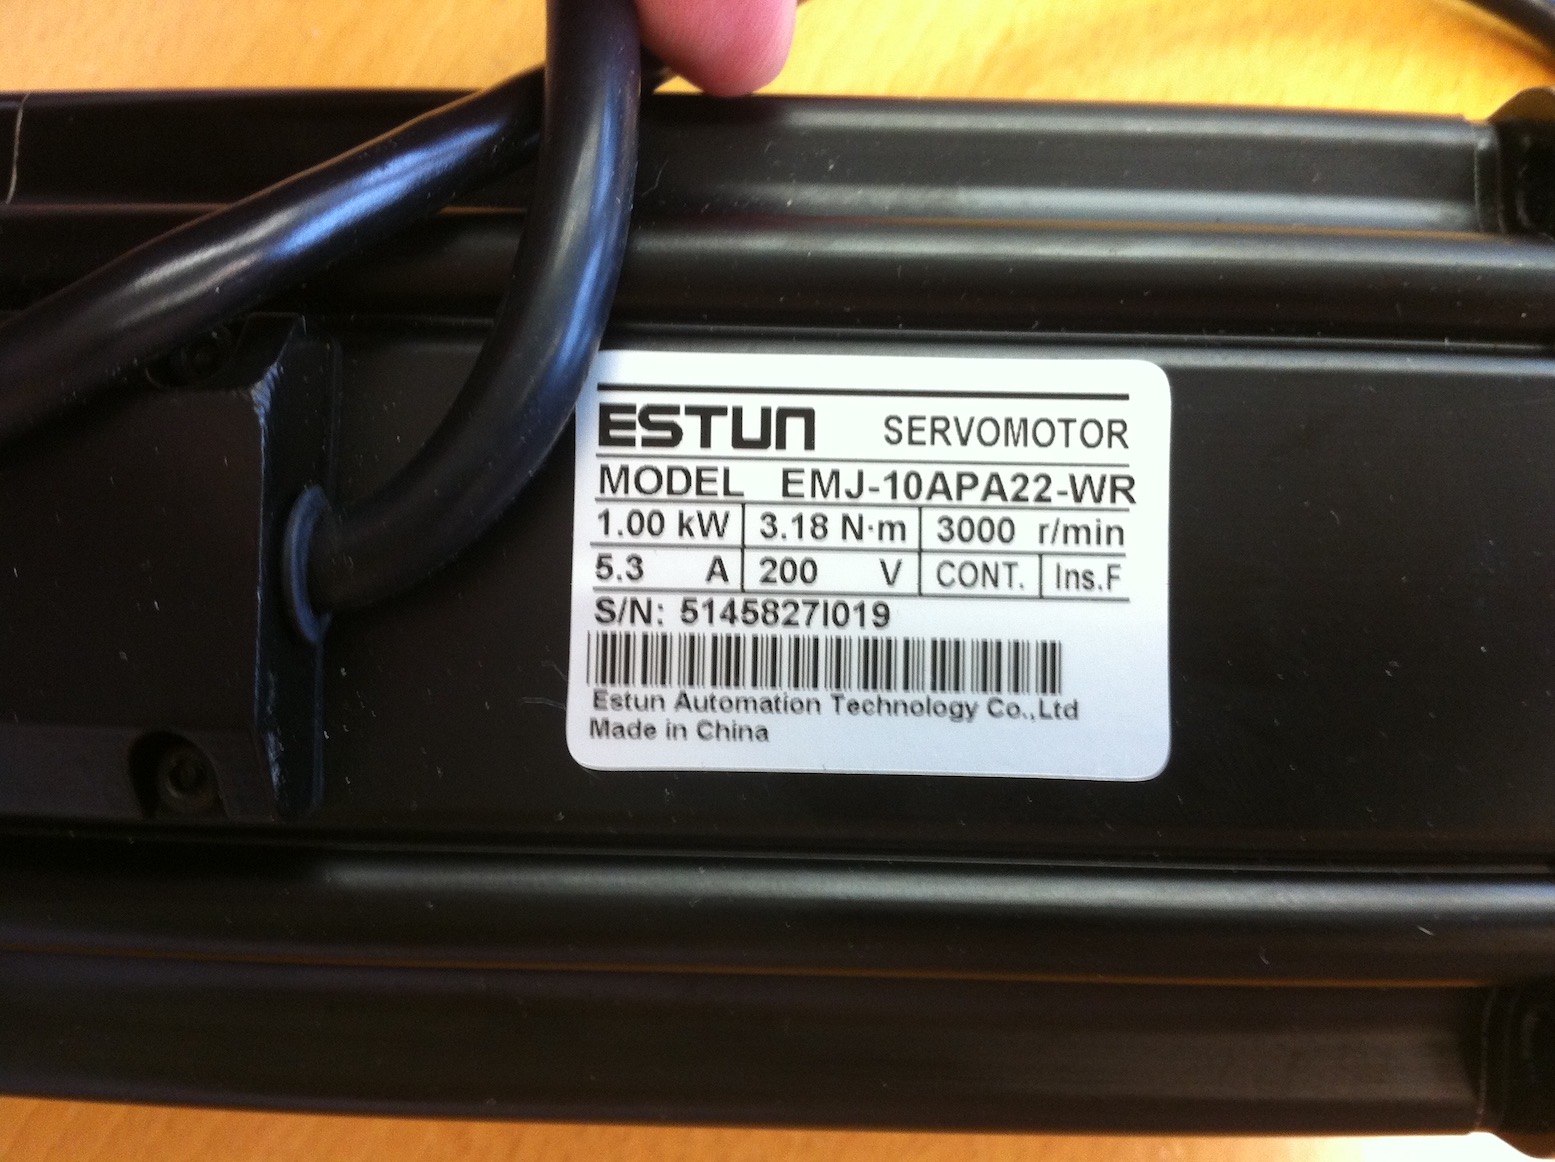 ESTUN SERVOMOTOR
MODEL EMJ-10APA22-WR
1.00 kW 3.18 N·m 3000 r/min
5.3 A 200 V CONT. Ins.F
S/N: 5145827I019
Estun Automation Technology Co.,Ltd
Made in China